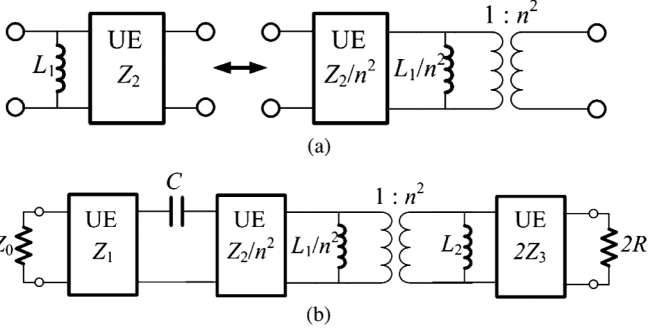 1 : n²
UE
Z₂
L₁
UE
Z₂/n²
L₁/n²
(a)
C
1 : n²
Z₀
UE
Z₁
UE
Z₂/n²
L₁/n²
L₂
UE
2Z₃
2R
(b)